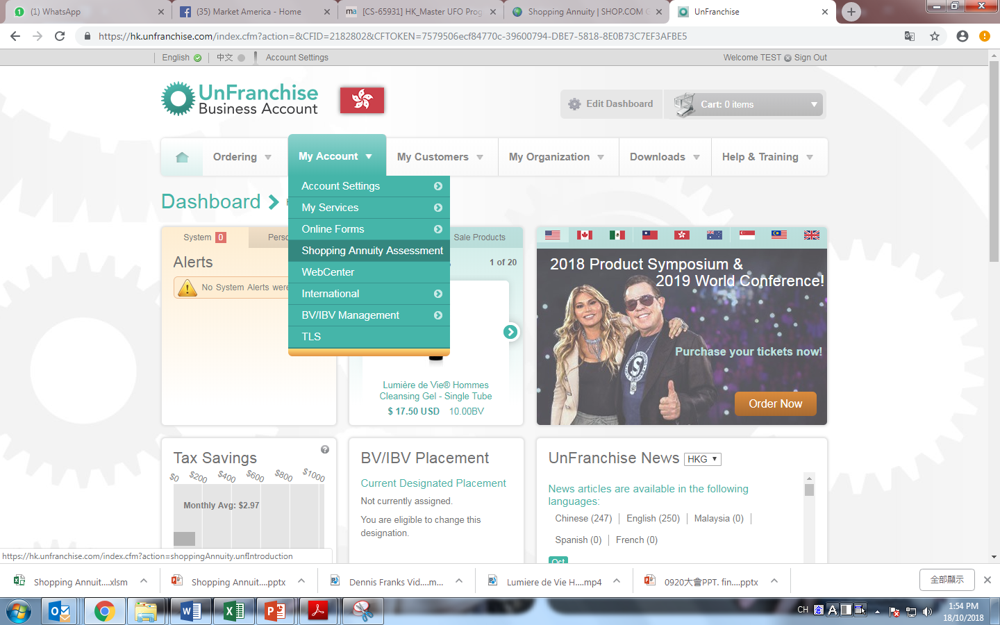 (1) WhatsApp
(35) Market America - Home
ma [CS-65931] HK_Master UFO Prog
Shopping Annuity | SHOP.COM
UnFranchise
https://hk.unfranchise.com/index.cfm?action=&CFID=2182802&CFTOKEN=7579506ecf84770c-39600794-DBE7-5818-8E0B73C7EF3AFBE5
English
中文
Account Settings
Welcome TEST
Sign Out
UnFranchise
Business Account
Edit Dashboard
Cart: 0 items
Ordering
My Account
My Customers
My Organization
Downloads
Help & Training
Account Settings
My Services
Online Forms
Shopping Annuity Assessment
WebCenter
International
BV/IBV Management
TLS
Dashboard
System 0
Alerts
No System Alerts were
Sale Products
1 of 20
Lumière de Vie® Hommes
Cleansing Gel - Single Tube
$ 17.50 USD 10.00BV
2018 Product Symposium &
2019 World Conference!
Purchase your tickets now!
Order Now
Tax Savings
$0 $200 $400 $600 $800 $1000
Monthly Avg: $2.97
BV/IBV Placement
Current Designated Placement
Not currently assigned.
You are eligible to change this
designation.
UnFranchise News HKG
News articles are available in the following
languages:
Chinese (247) English (250) Malaysia (0)
Spanish (0) French (0)
Oct
https://hk.unfranchise.com/index.cfm?action=shoppingAnnuity.unfIntroduction
Shopping Annuit....xlsm
Shopping Annuit....pptx
Dennis Franks Vid....m...
Lumiere de Vie H....mp4
0920大會PPT. fin....pptx
全部顯示
CH
1:54 PM
18/10/2018